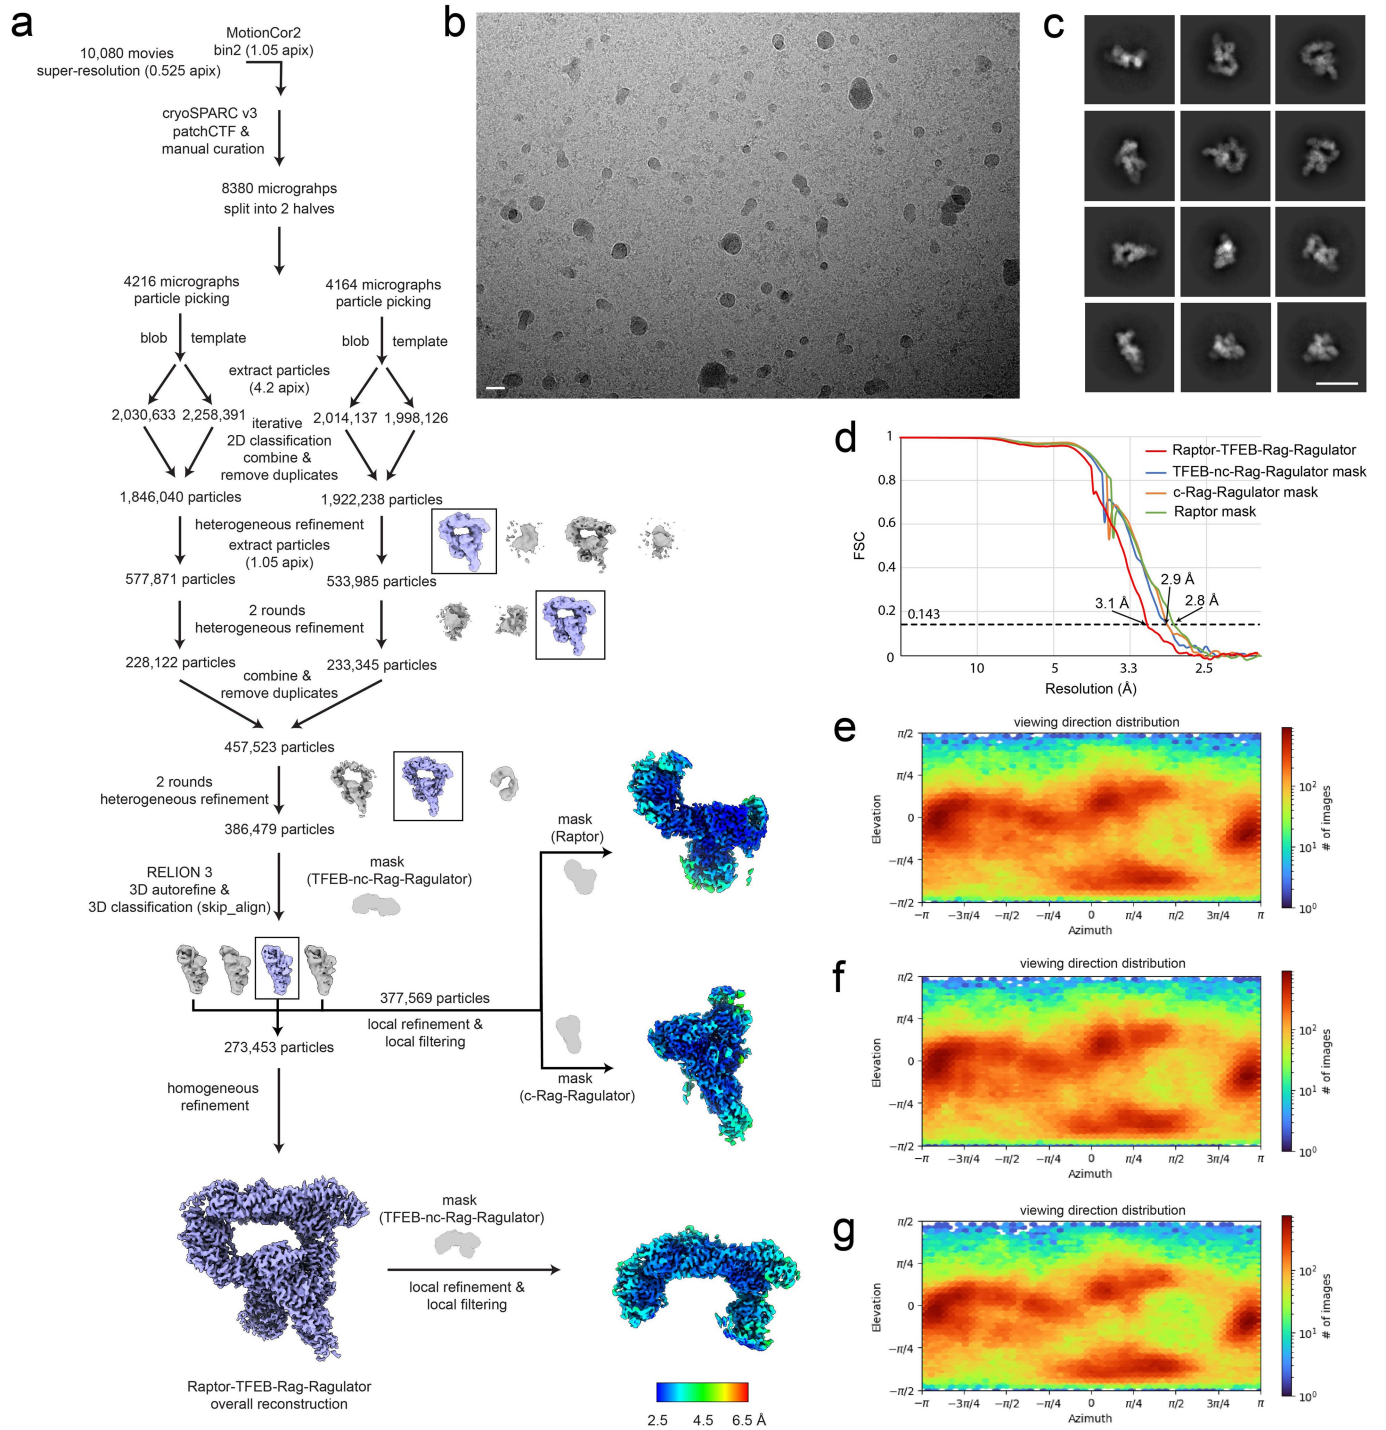 a
MotionCor2
bin2 (1.05 apix)
10,080 movies
super-resolution (0.525 apix)
cryoSPARC v3
patchCTF &
manual curation
8380 micrograhps
split into 2 halves
4216 micrographs
particle picking
4164 micrographs
particle picking
blob
template
blob
template
extract particles
(4.2 apix)
2,030,633
2,258,391
2,014,137
1,998,126
iterative
2D classification
combine &
remove duplicates
1,846,040 particles
1,922,238 particles
heterogeneous refinement
extract particles
(1.05 apix)
577,871 particles
533,985 particles
2 rounds
heterogeneous refinement
228,122 particles
233,345 particles
combine &
remove duplicates
457,523 particles
2 rounds
heterogeneous refinement
386,479 particles
RELION 3
3D autorefine &
3D classification (skip_align)
mask
(TFEB-nc-Rag-Ragulator)
mask
(Raptor)
377,569 particles
local refinement &
local filtering
mask
(c-Rag-Ragulator)
273,453 particles
homogeneous
refinement
mask
(TFEB-nc-Rag-Ragulator)
local refinement &
local filtering
Raptor-TFEB-Rag-Ragulator
overall reconstruction
2.5 4.5 6.5 Å
b
c
d
1
0.8
0.6
0.4
0.2
0
FSC
Raptor-TFEB-Rag-Ragulator
TFEB-nc-Rag-Ragulator mask
c-Rag-Ragulator mask
Raptor mask
2.9 Å
3.1 Å
2.8 Å
0.143
10 5 3.3 2.5
Resolution (Å)
e
viewing direction distribution
π/2
π/4
0
−π/4
−π/2
Elevation
−π −3π/4 −π/2 −π/4 0 π/4 π/2 3π/4 π
Azimuth
10²
10¹
10⁰
# of images
f
viewing direction distribution
π/2
π/4
0
−π/4
−π/2
Elevation
−π −3π/4 −π/2 −π/4 0 π/4 π/2 3π/4 π
Azimuth
10²
10¹
10⁰
# of images
g
viewing direction distribution
π/2
π/4
0
−π/4
−π/2
Elevation
−π −3π/4 −π/2 −π/4 0 π/4 π/2 3π/4 π
Azimuth
10²
10¹
10⁰
# of images